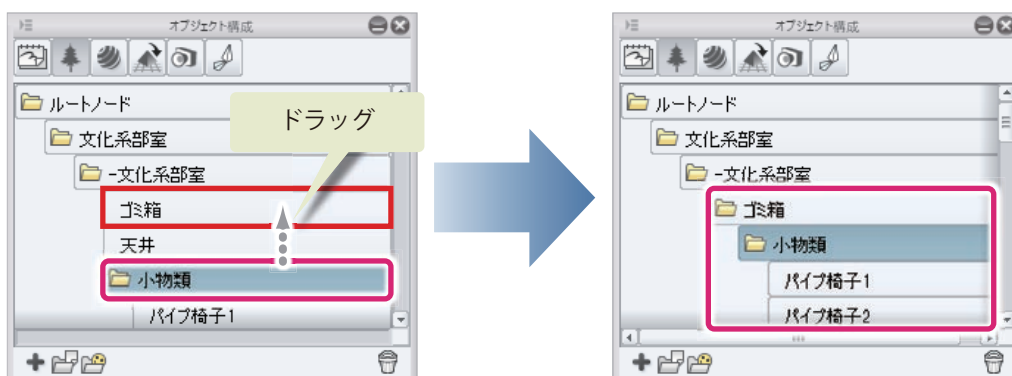 オブジェクト構成
ルートノード
文化系部室
-文化系部室
ゴミ箱
天井
小物類
パイプ椅子1
ドラッグ
オブジェクト構成
ルートノード
文化系部室
-文化系部室
ゴミ箱
小物類
パイプ椅子1
パイプ椅子2